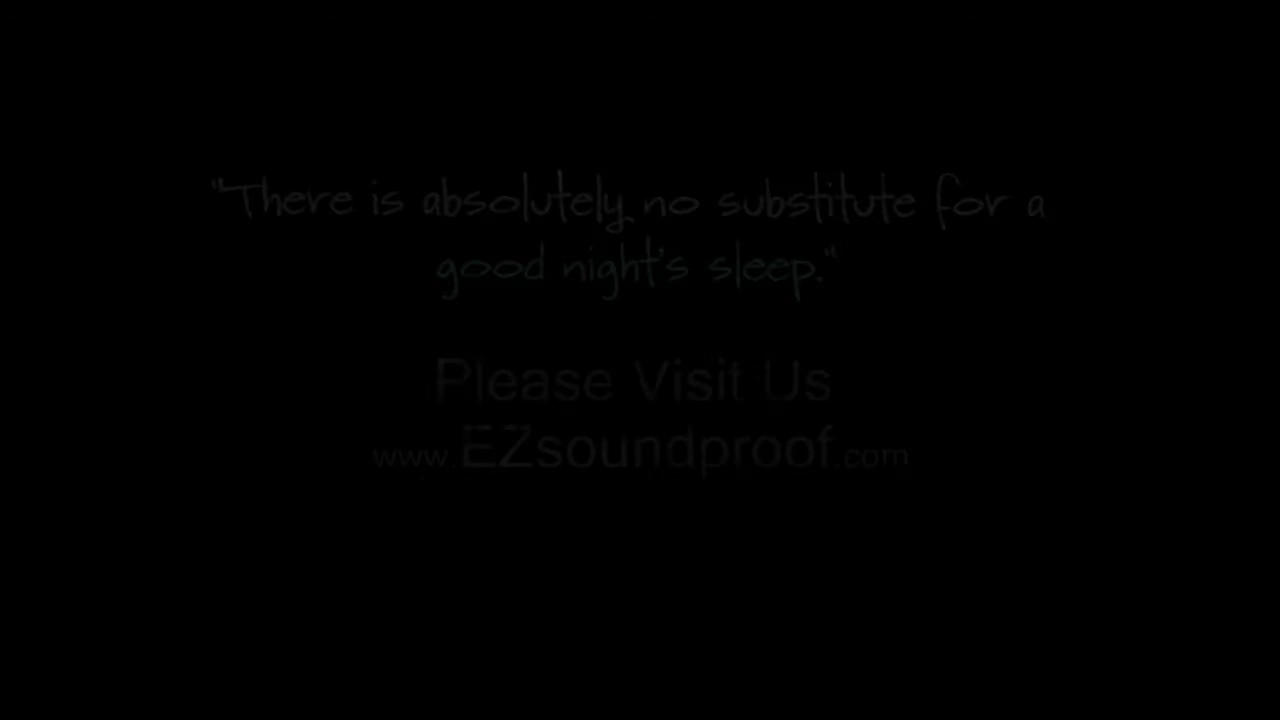 "There is absolutely no substitute for a
good night's sleep."
Please Visit Us
www.EZsoundproof.com